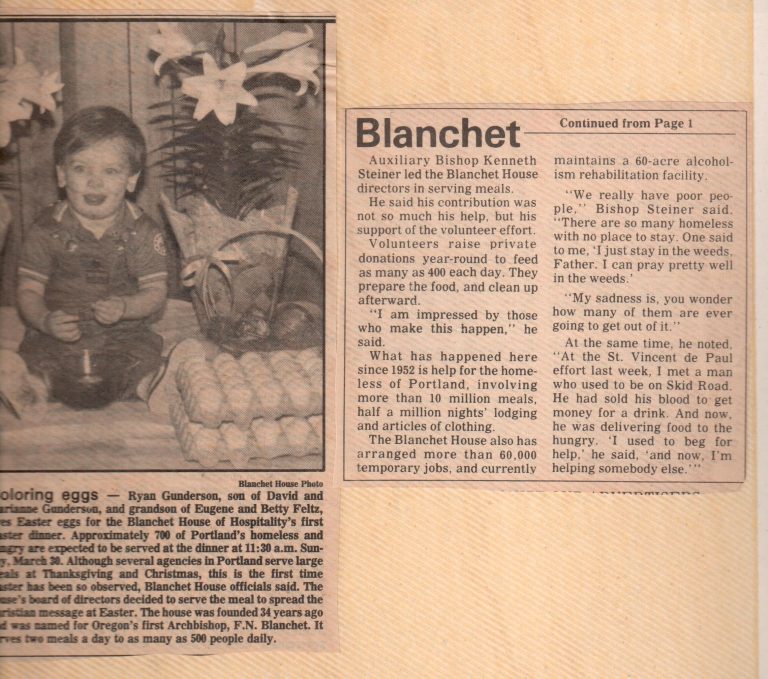 Blanchet House Photo
oloring eggs — Ryan Gunderson, son of David and
Gunderson, and grandson of Eugene and Betty Feltz,
Easter eggs for the Blanchet House of Hospitality's first
dinner. Approximately 700 of Portland's homeless and
are expected to be served at the dinner at 11:30 a.m. Sun-
March 30. Although several agencies in Portland serve large
at Thanksgiving and Christmas, this is the first time
has been so observed, Blanchet House officials said. The
board of directors decided to serve the meal to spread the
message at Easter. The house was founded 34 years ago
was named for Oregon's first Archbishop, F.N. Blanchet. It
two meals a day to as many as 500 people daily.
Blanchet
Continued from Page 1
Auxiliary Bishop Kenneth
Steiner led the Blanchet House
directors in serving meals.
He said his contribution was
not so much his help, but his
support of the volunteer effort.
Volunteers raise private
donations year-round to feed
as many as 400 each day. They
prepare the food, and clean up
afterward.
"I am impressed by those
who make this happen," he
said.
What has happened here
since 1952 is help for the home-
less of Portland, involving
more than 10 million meals,
half a million nights' lodging
and articles of clothing.
The Blanchet House also has
arranged more than 60,000
temporary jobs, and currently
maintains a 60-acre alcohol-
ism rehabilitation facility.
"We really have poor peo-
ple," Bishop Steiner said.
"There are so many homeless
with no place to stay. One said
to me, 'I just stay in the weeds,
Father. I can pray pretty well
in the weeds.'
"My sadness is, you wonder
how many of them are ever
going to get out of it."
At the same time, he noted,
"At the St. Vincent de Paul
effort last week, I met a man
who used to be on Skid Road.
He had sold his blood to get
money for a drink. And now,
he was delivering food to the
hungry. 'I used to beg for
help,' he said, 'and now, I'm
helping somebody else.'"